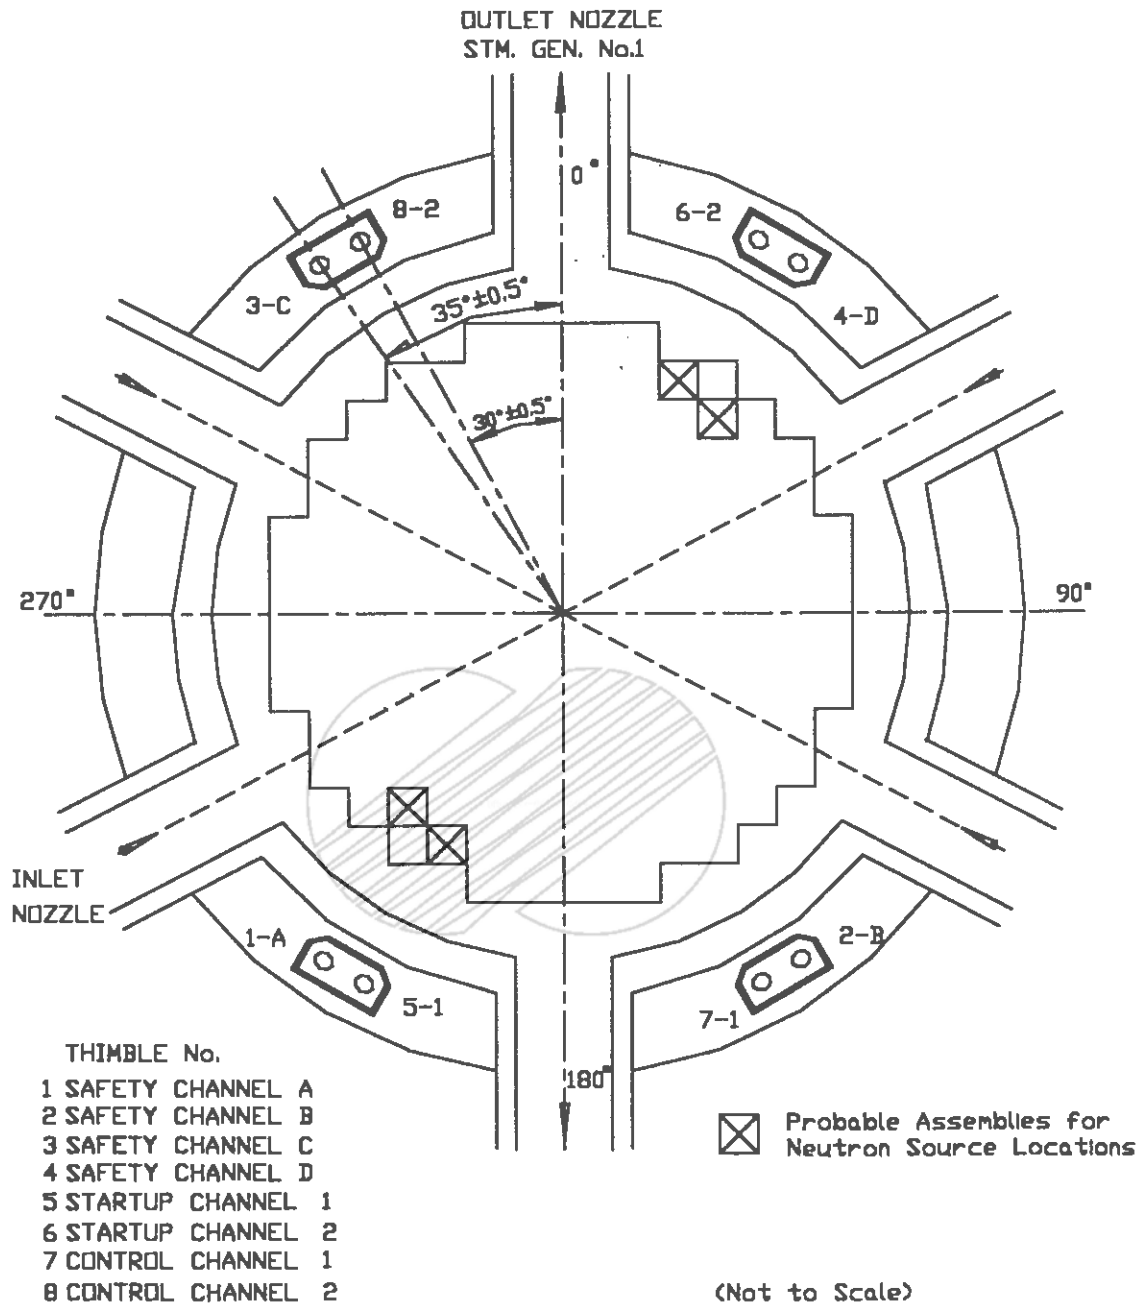 OUTLET NOZZLE
STM. GEN. No.1
0°
8-2
6-2
3-C
35°±0.5°
4-D
30°±0.5°
270°
90°
INLET
NOZZLE
1-A
2-B
5-1
7-1
THIMBLE No.
180°
1 SAFETY CHANNEL A
2 SAFETY CHANNEL B
3 SAFETY CHANNEL C
4 SAFETY CHANNEL D
5 STARTUP CHANNEL 1
6 STARTUP CHANNEL 2
7 CONTROL CHANNEL 1
8 CONTROL CHANNEL 2
Probable Assemblies for
Neutron Source Locations
(Not to Scale)